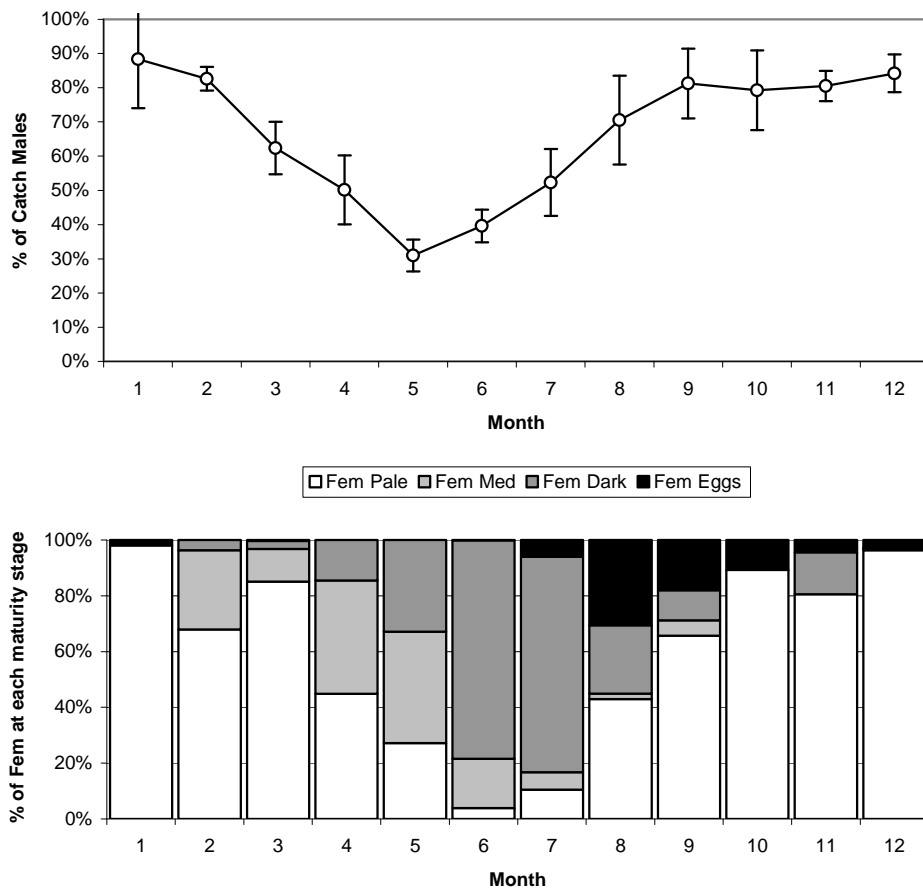 100%
90%
80%
70%
60%
50%
40%
30%
20%
10%
0%
% of Catch Males
1 2 3 4 5 6 7 8 9 10 11 12
Month
Fem Pale Fem Med Fem Dark Fem Eggs
100%
80%
60%
40%
20%
0%
% of Fem at each maturity stage
1 2 3 4 5 6 7 8 9 10 11 12
Month